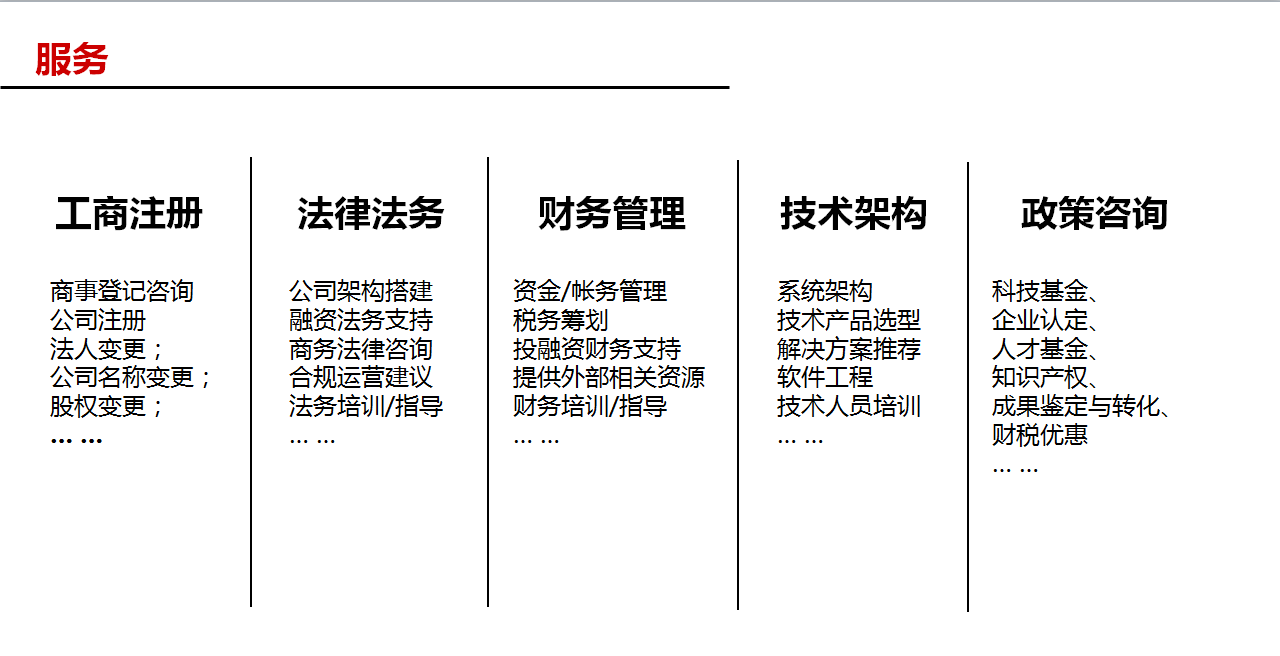 服务
工商注册
商事登记咨询
公司注册
法人变更；
公司名称变更；
股权变更；
... ...
法律法务
公司架构搭建
融资法务支持
商务法律咨询
合规运营建议
法务培训/指导
... ...
财务管理
资金/帐务管理
税务筹划
投融资财务支持
提供外部相关资源
财务培训/指导
... ...
技术架构
系统架构
技术产品选型
解决方案推荐
软件工程
技术人员培训
... ...
政策咨询
科技基金、
企业认定、
人才基金、
知识产权、
成果鉴定与转化、
财税优惠
... ...